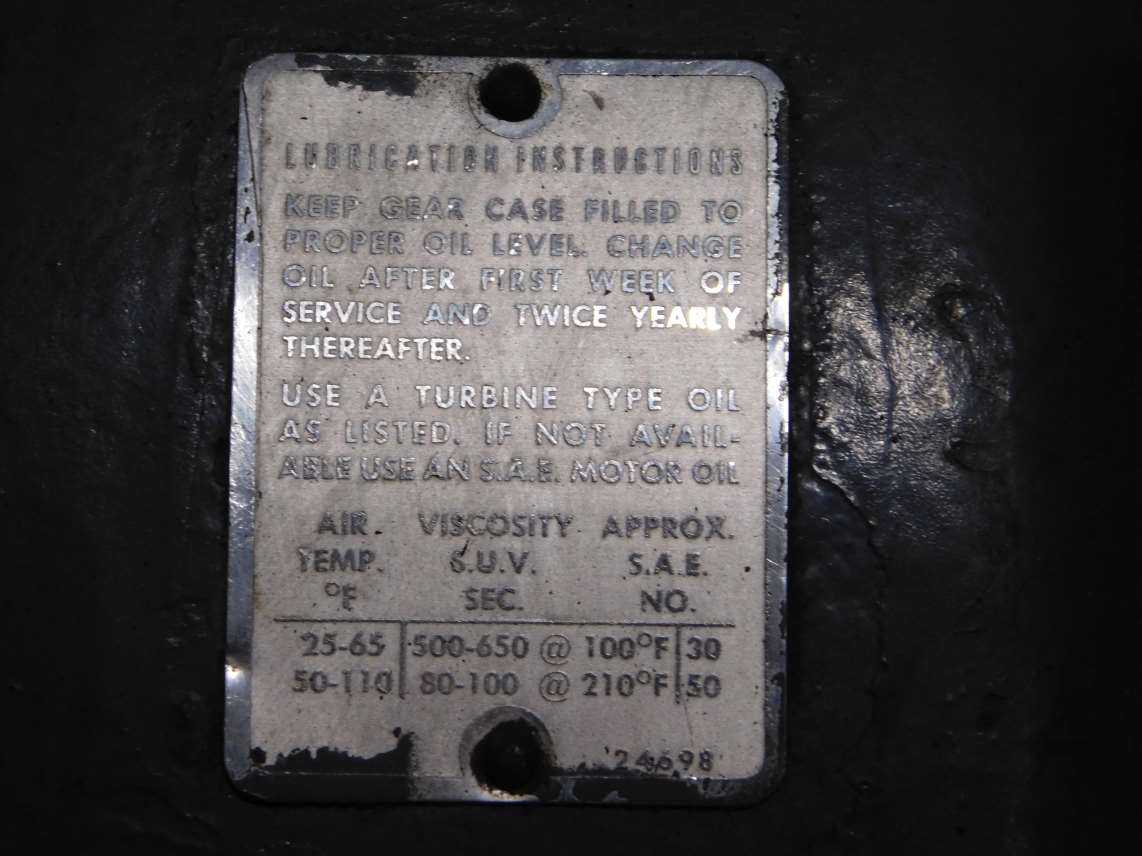 LUBRICATION INSTRUCTIONS
KEEP GEAR CASE FILLED TO
PROPER OIL LEVEL. CHANGE
OIL AFTER FIRST WEEK OF
SERVICE AND TWICE YEARLY
THEREAFTER.
USE A TURBINE TYPE OIL
AS LISTED. IF NOT AVAIL-
ABLE USE AN S.A.E. MOTOR OIL
AIR VISCOSITY APPROX.
TEMP. S.U.V. S.A.E.
°F SEC. NO.
25-65 500-650 @ 100°F 30
50-110 80-100 @ 210°F 50
24698